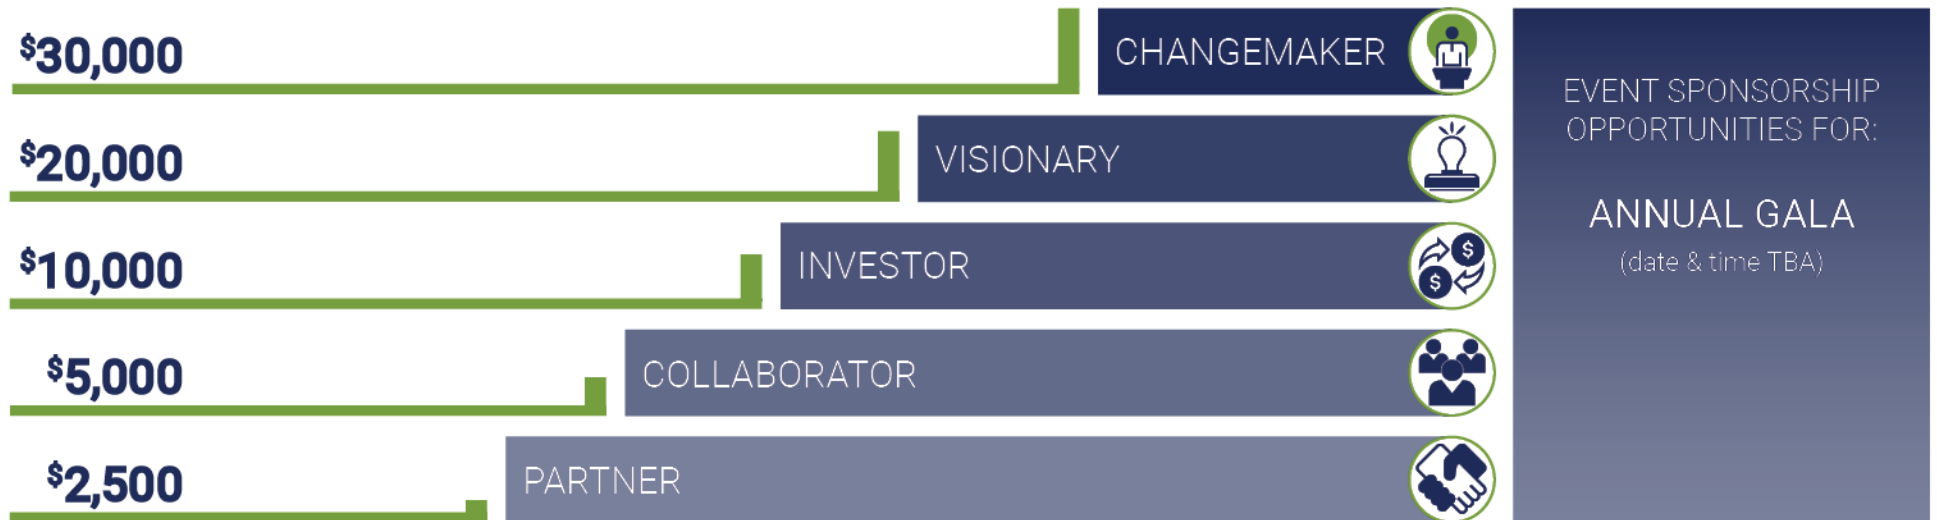 $30,000
CHANGEMAKER
$20,000
VISIONARY
$10,000
INVESTOR
$5,000
COLLABORATOR
$2,500
PARTNER
EVENT SPONSORSHIP
OPPORTUNITIES FOR:
ANNUAL GALA
(date & time TBA)
$
$